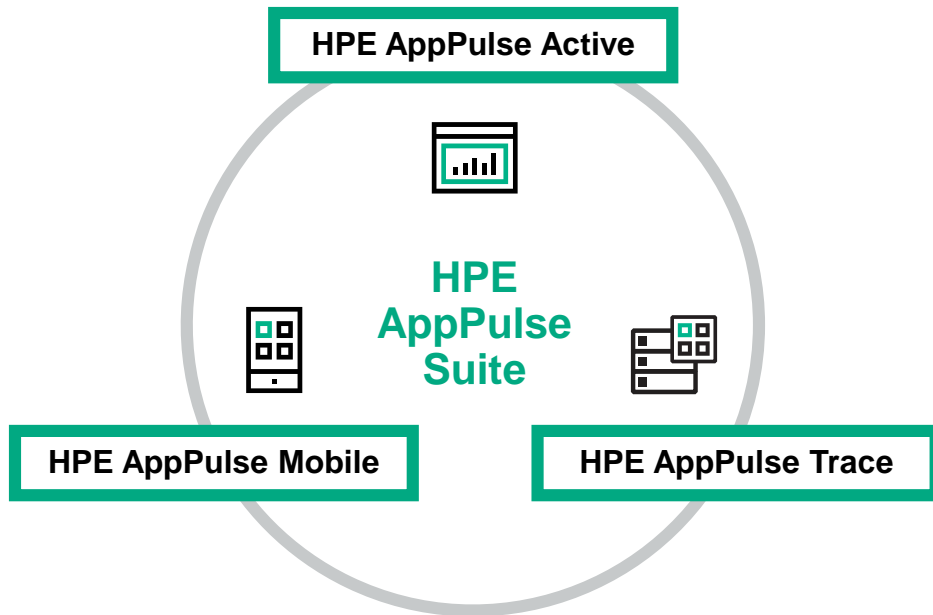 HPE AppPulse Active
HPE
AppPulse
Suite
HPE AppPulse Mobile
HPE AppPulse Trace